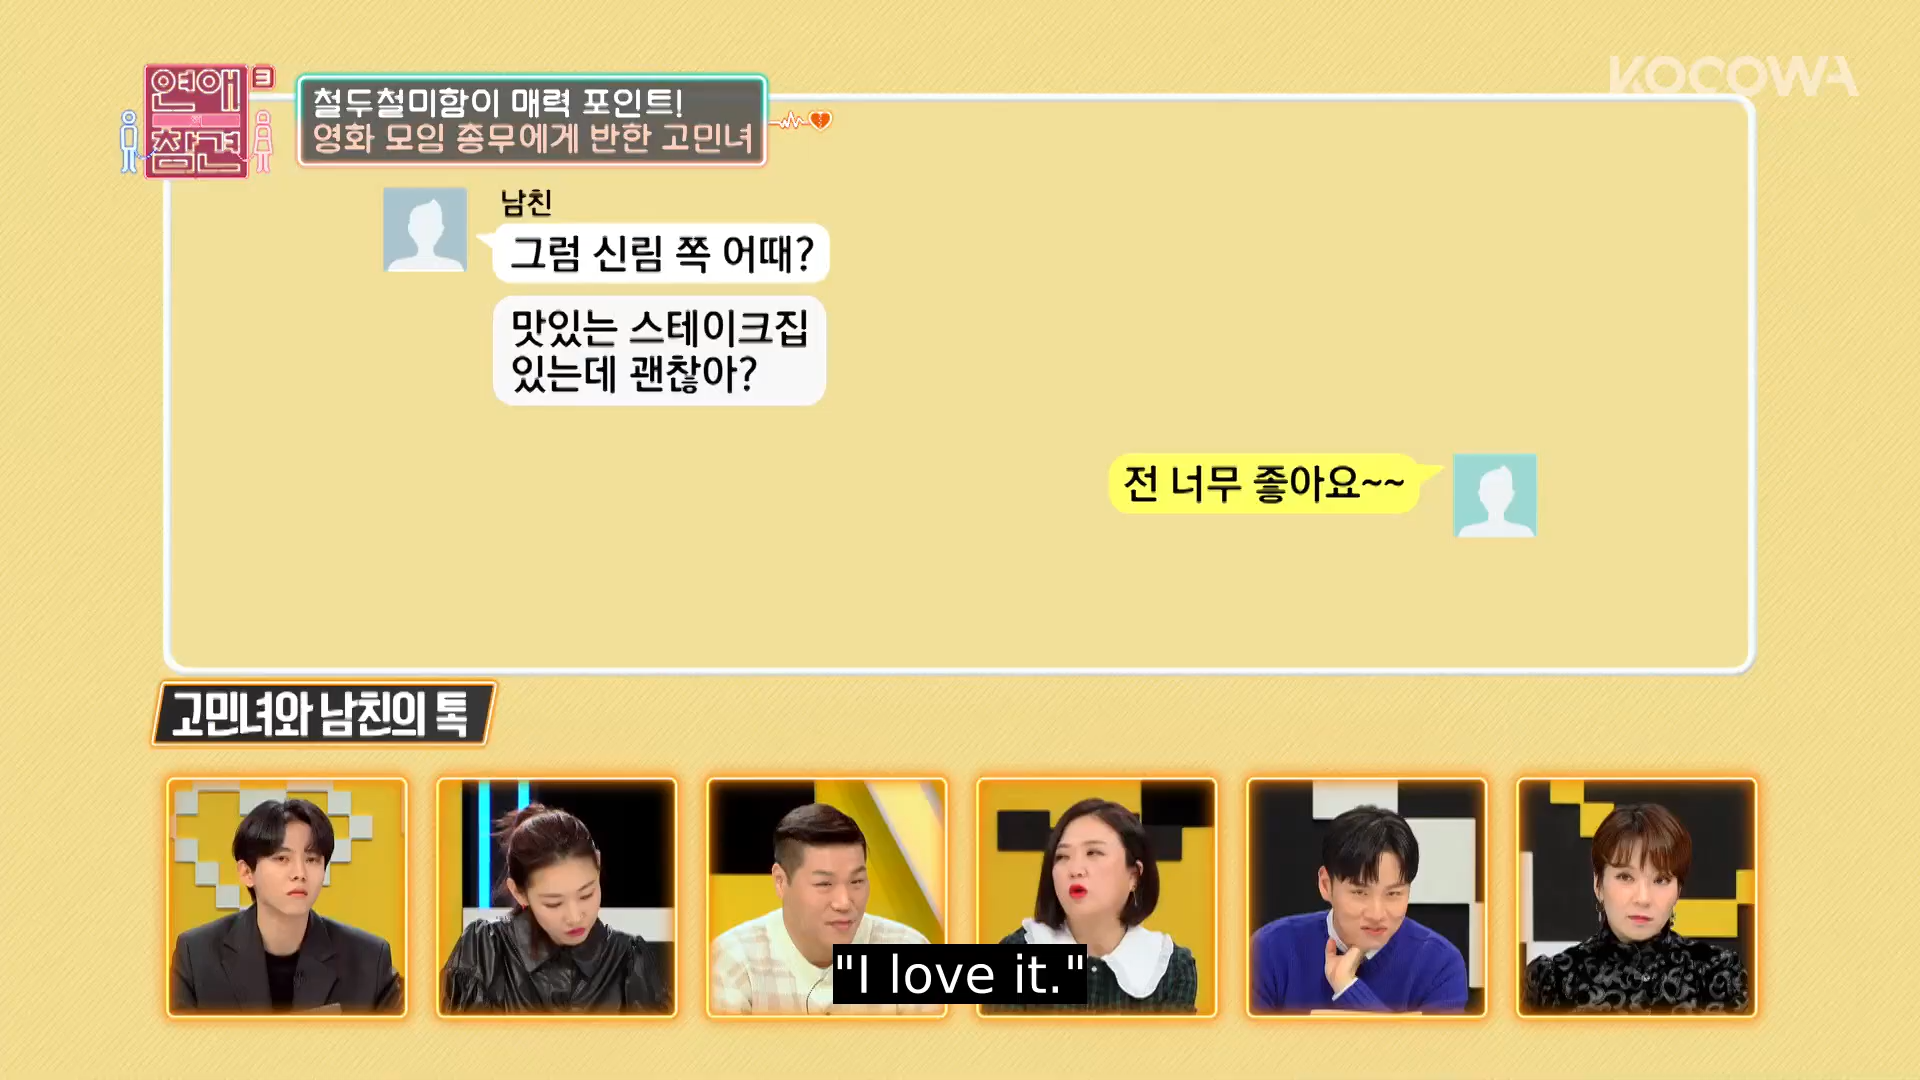 KOCOWA
연애의 참견 3
철두철미함이 매력 포인트!
영화 모임 총무에게 반한 고민녀
남친
그럼 신림 쪽 어때?
맛있는 스테이크집
있는데 괜찮아?
전 너무 좋아요~~
고민녀와 남친의 톡
"I love it."